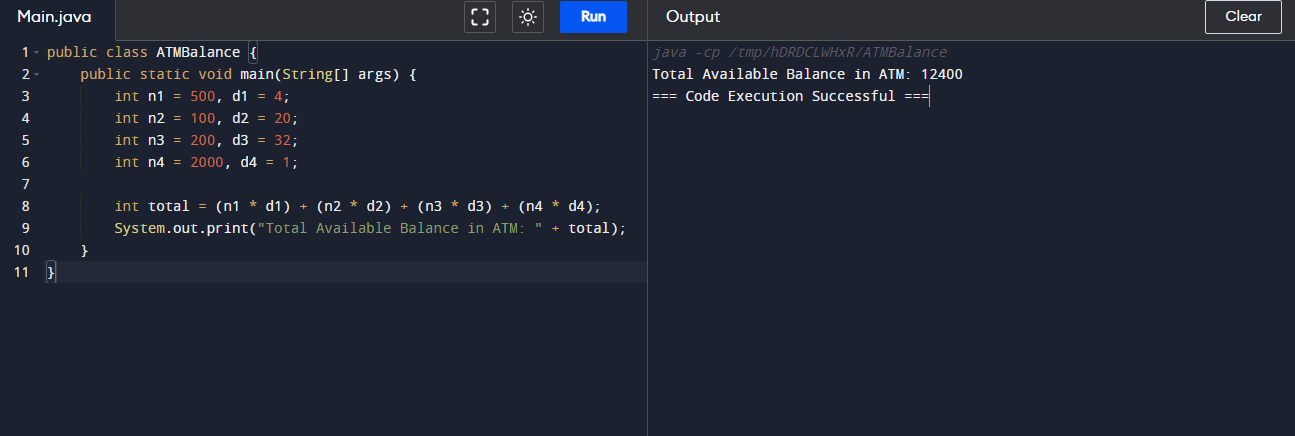 Main.java
Run
Output
Clear
1 public class ATMBalance {
2     public static void main(String[] args) {
3         int n1 = 500, d1 = 4;
4         int n2 = 100, d2 = 20;
5         int n3 = 200, d3 = 32;
6         int n4 = 2000, d4 = 1;
7
8         int total = (n1 * d1) + (n2 * d2) + (n3 * d3) + (n4 * d4);
9         System.out.print("Total Available Balance in ATM: " + total);
10     }
11 }
java -cp /tmp/hDRDCLWHxR/ATMBalance
Total Available Balance in ATM: 12400
=== Code Execution Successful ===